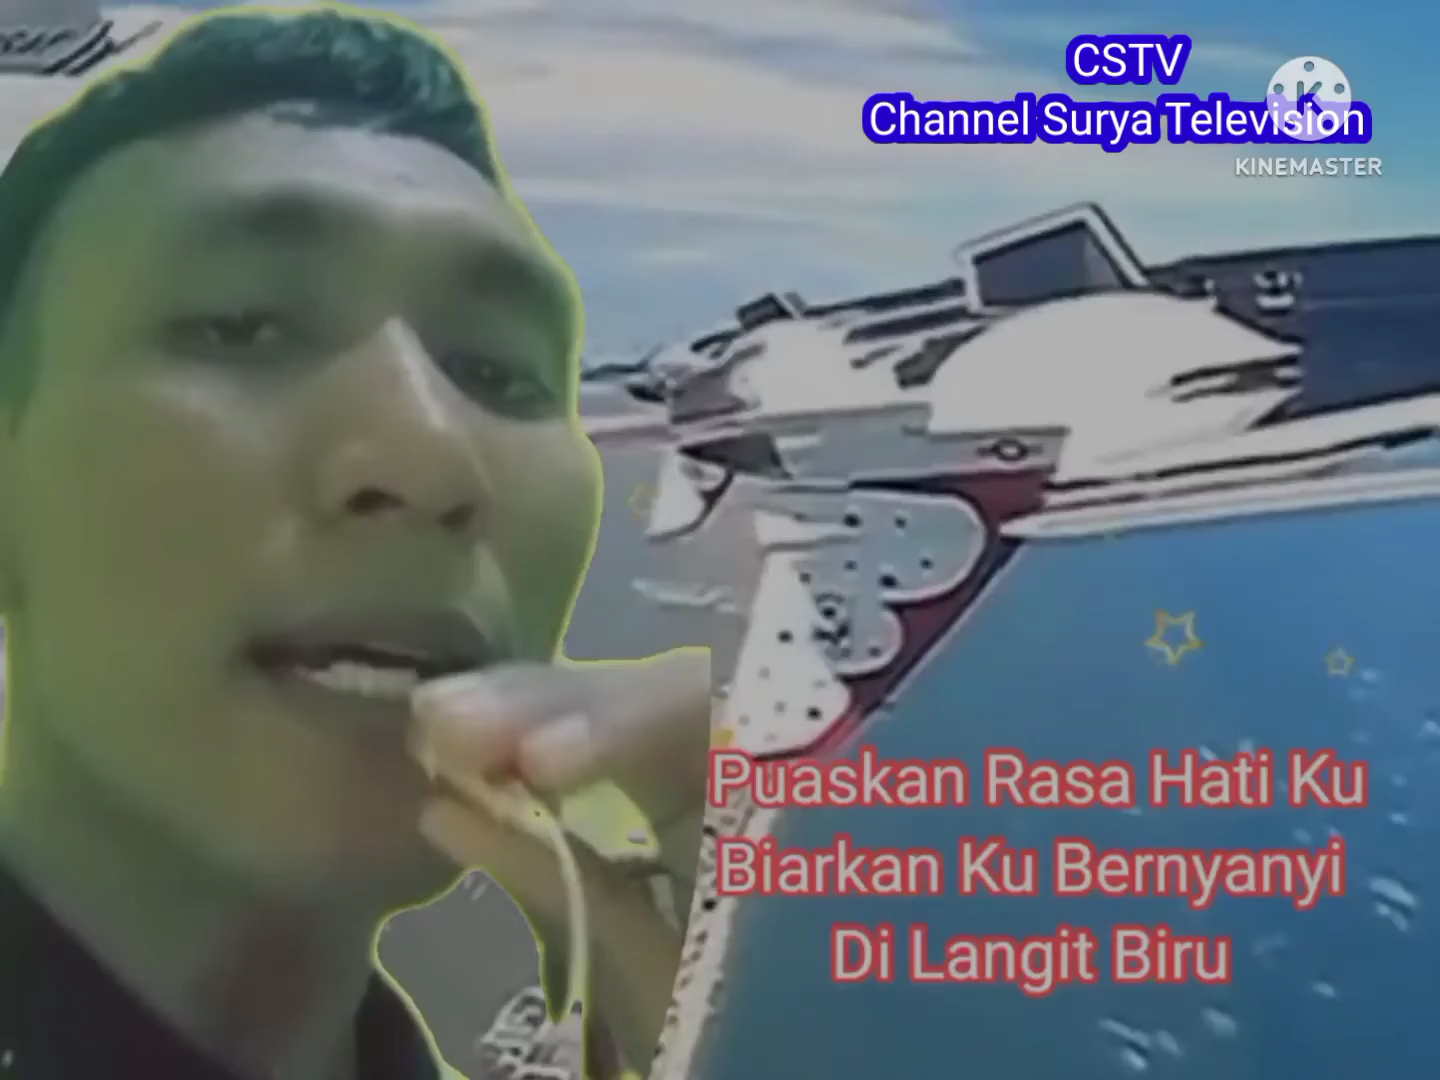 CSTV
Channel Surya Television
KINEMASTER
Puaskan Rasa Hati Ku
Biarkan Ku Bernyanyi
Di Langit Biru